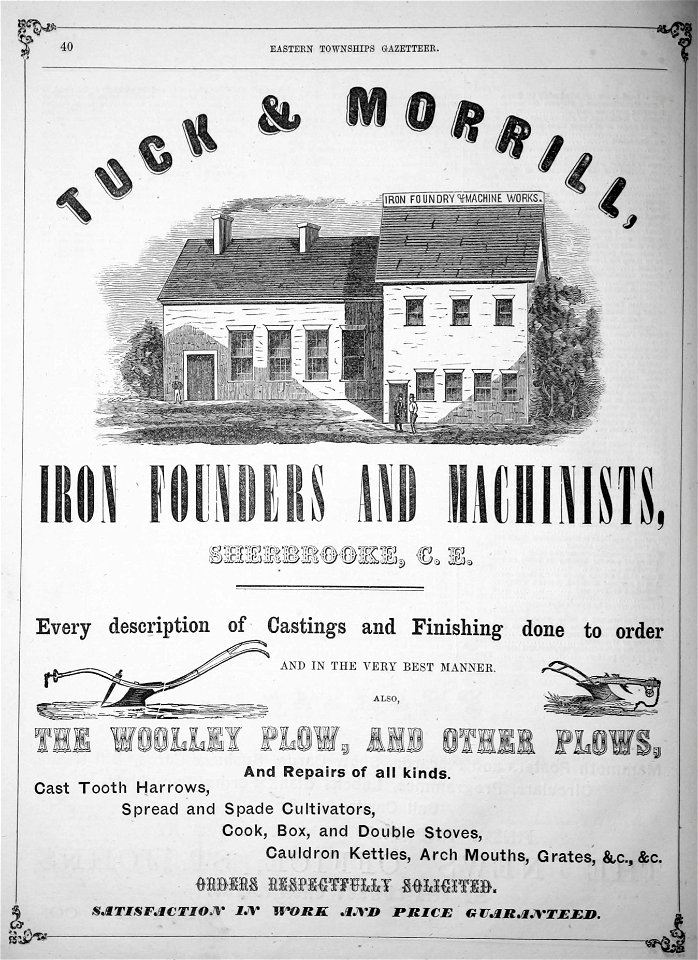 40
EASTERN TOWNSHIPS GAZETTEER.
TUCK & MORRILL,
IRON FOUNDRY & MACHINE WORKS.
IRON FOUNDERS AND MACHINISTS,
SHERBROOKE, C. E.
Every description of Castings and Finishing done to order
AND IN THE VERY BEST MANNER.
ALSO,
THE WOOLLEY PLOW, AND OTHER PLOWS,
And Repairs of all kinds.
Cast Tooth Harrows,
Spread and Spade Cultivators,
Cook, Box, and Double Stoves,
Cauldron Kettles, Arch Mouths, Grates, &c., &c.
ORDERS RESPECTFULLY SOLICITED.
SATISFACTION IN WORK AND PRICE GUARANTEED.